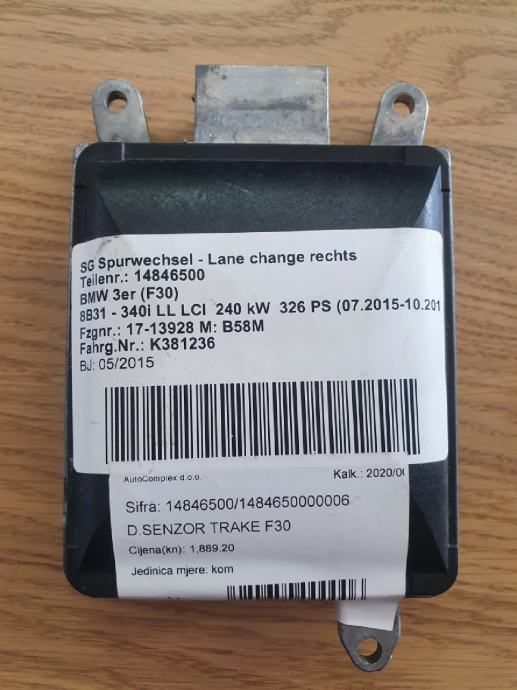 SG Spurwechsel - Lane change rechts
Teilenr.: 14846500
BMW 3er (F30)
8B31 - 340i LL LCI 240 kW 326 PS (07.2015-10.201
Fzgnr.: 17-13928 M: B58M
Fahrg.Nr.: K381236
BJ: 05/2015
AutoComplex d.o.o. Kalk.: 2020/00
Sifra: 14846500/1484650000006
D.SENZOR TRAKE F30
Cijena(kn): 1,889.20
Jedinica mjere: kom